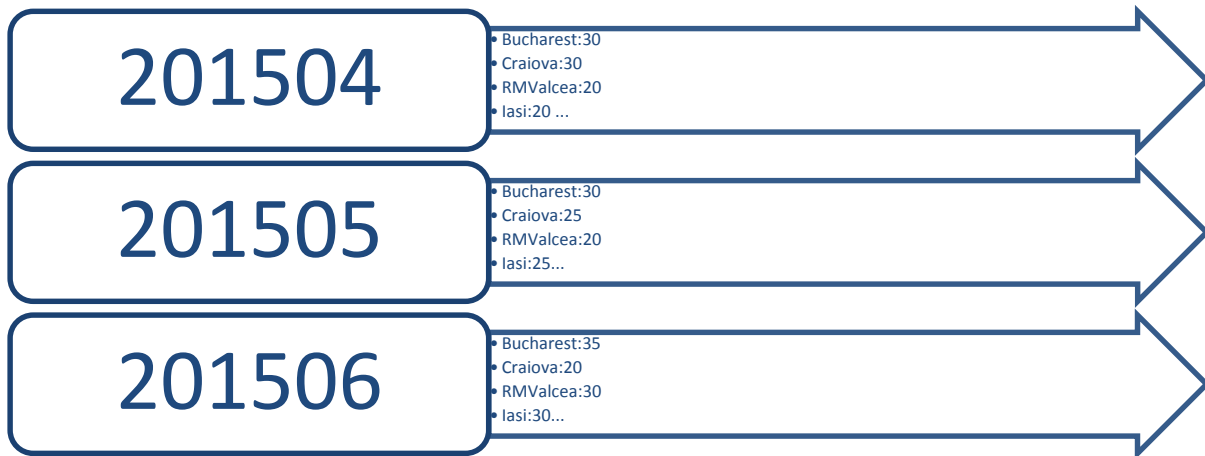 201504
• Bucharest:30
• Craiova:30
• RMValcea:20
• Iasi:20 ...
201505
• Bucharest:30
• Craiova:25
• RMValcea:20
• Iasi:25...
201506
• Bucharest:35
• Craiova:20
• RMValcea:30
• Iasi:30...